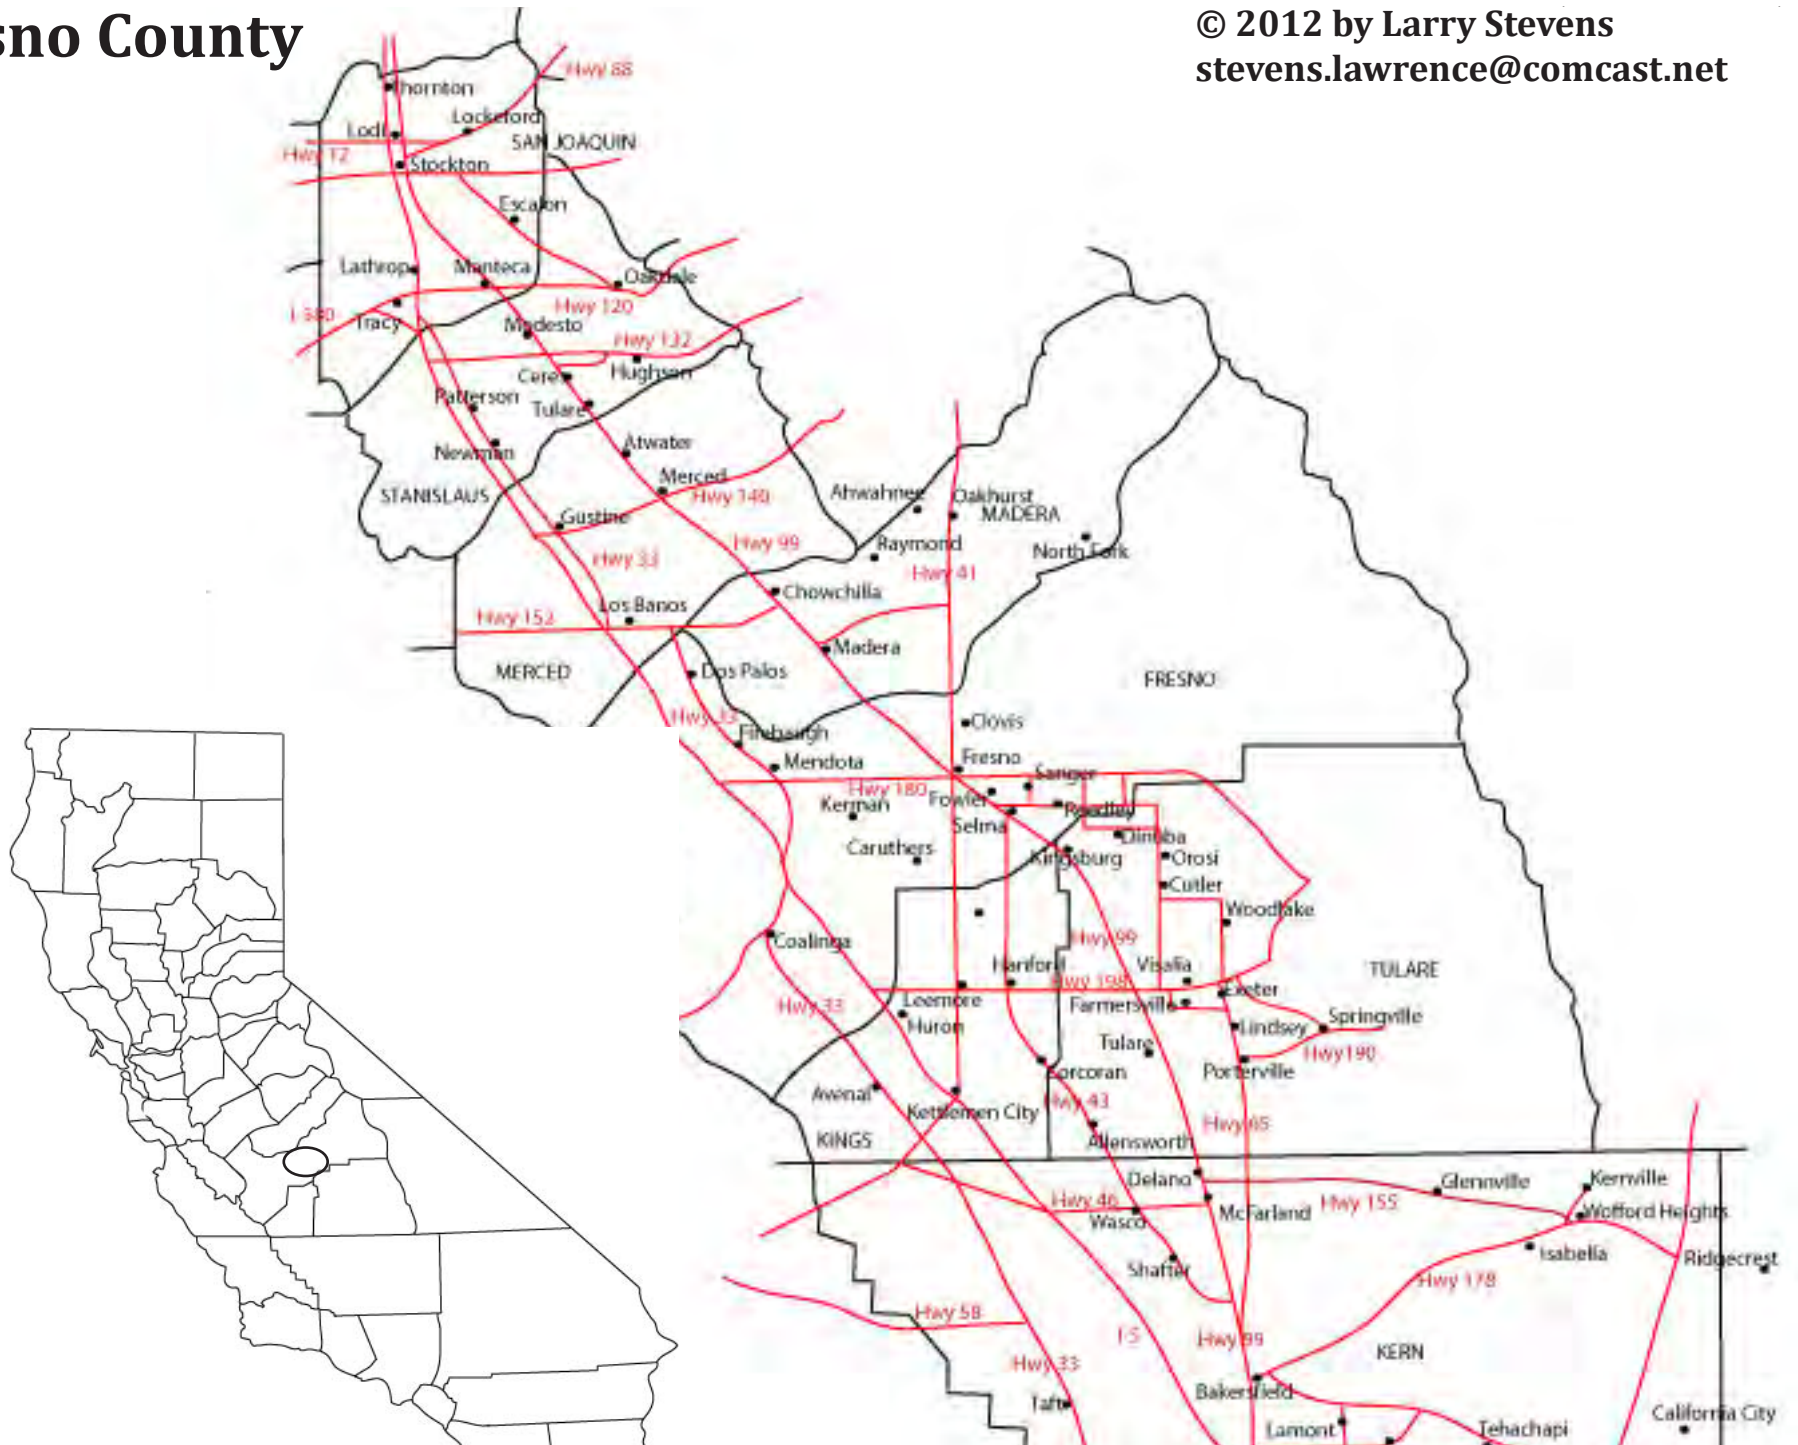 sno County
© 2012 by Larry Stevens
stevens.lawrence@comcast.net
Hwy 88
Thornton
Lockeford
Lodi
SAN JOAQUIN
Hwy 12
Stockton
Escalon
Lathrop
Manteca
Oakdale
Hwy 120
I-580
Tracy
Modesto
Hwy 132
Ceres
Hughson
Patterson
Tulare
Newman
Atwater
Merced
STANISLAUS
Hwy 140
Ahwahnee
Oakhurst
MADERA
Gustine
Hwy 99
Raymond
North Fork
Hwy 33
Hwy 41
Chowchilla
Los Banos
Hwy 152
Madera
MERCED
Dos Palos
FRESNO
Hwy 33
Clovis
Firebaugh
Mendota
Fresno
Sanger
Hwy 180
Kerman
Fowler
Reedley
Selma
Dinuba
Caruthers
Kingsburg
Orosi
Cutler
Woodlake
Coalinga
Hwy 99
Hanford
Visalia
TULARE
Hwy 198
Leemore
Exeter
Hwy 33
Farmersville
Huron
Lindsey
Springville
Tulare
Hwy190
Corcoran
Porterville
Avenal
Kettlemen City
Hwy 43
Hwy 65
KINGS
Allensworth
Delano
Glennville
Kernville
Hwy 46
Hwy 155
Wasco
McFarland
Wofford Heights
Isabella
Ridgecrest
Shafter
Hwy 178
Hwy 58
I-5
Hwy 99
KERN
Hwy 33
Bakersfield
Taft
Lamont
Tehachapi
California City